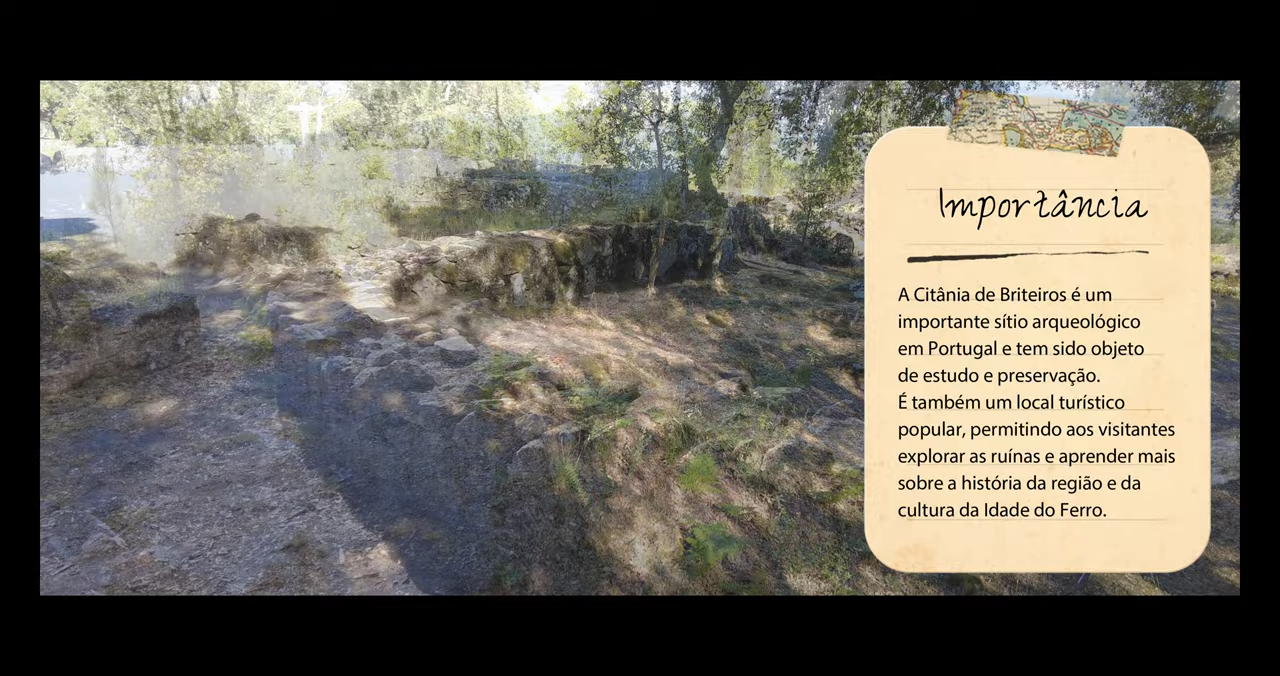 Importância
A Citânia de Briteiros é um
importante sítio arqueológico
em Portugal e tem sido objeto
de estudo e preservação.
É também um local turístico
popular, permitindo aos visitantes
explorar as ruínas e aprender mais
sobre a história da região e da
cultura da Idade do Ferro.